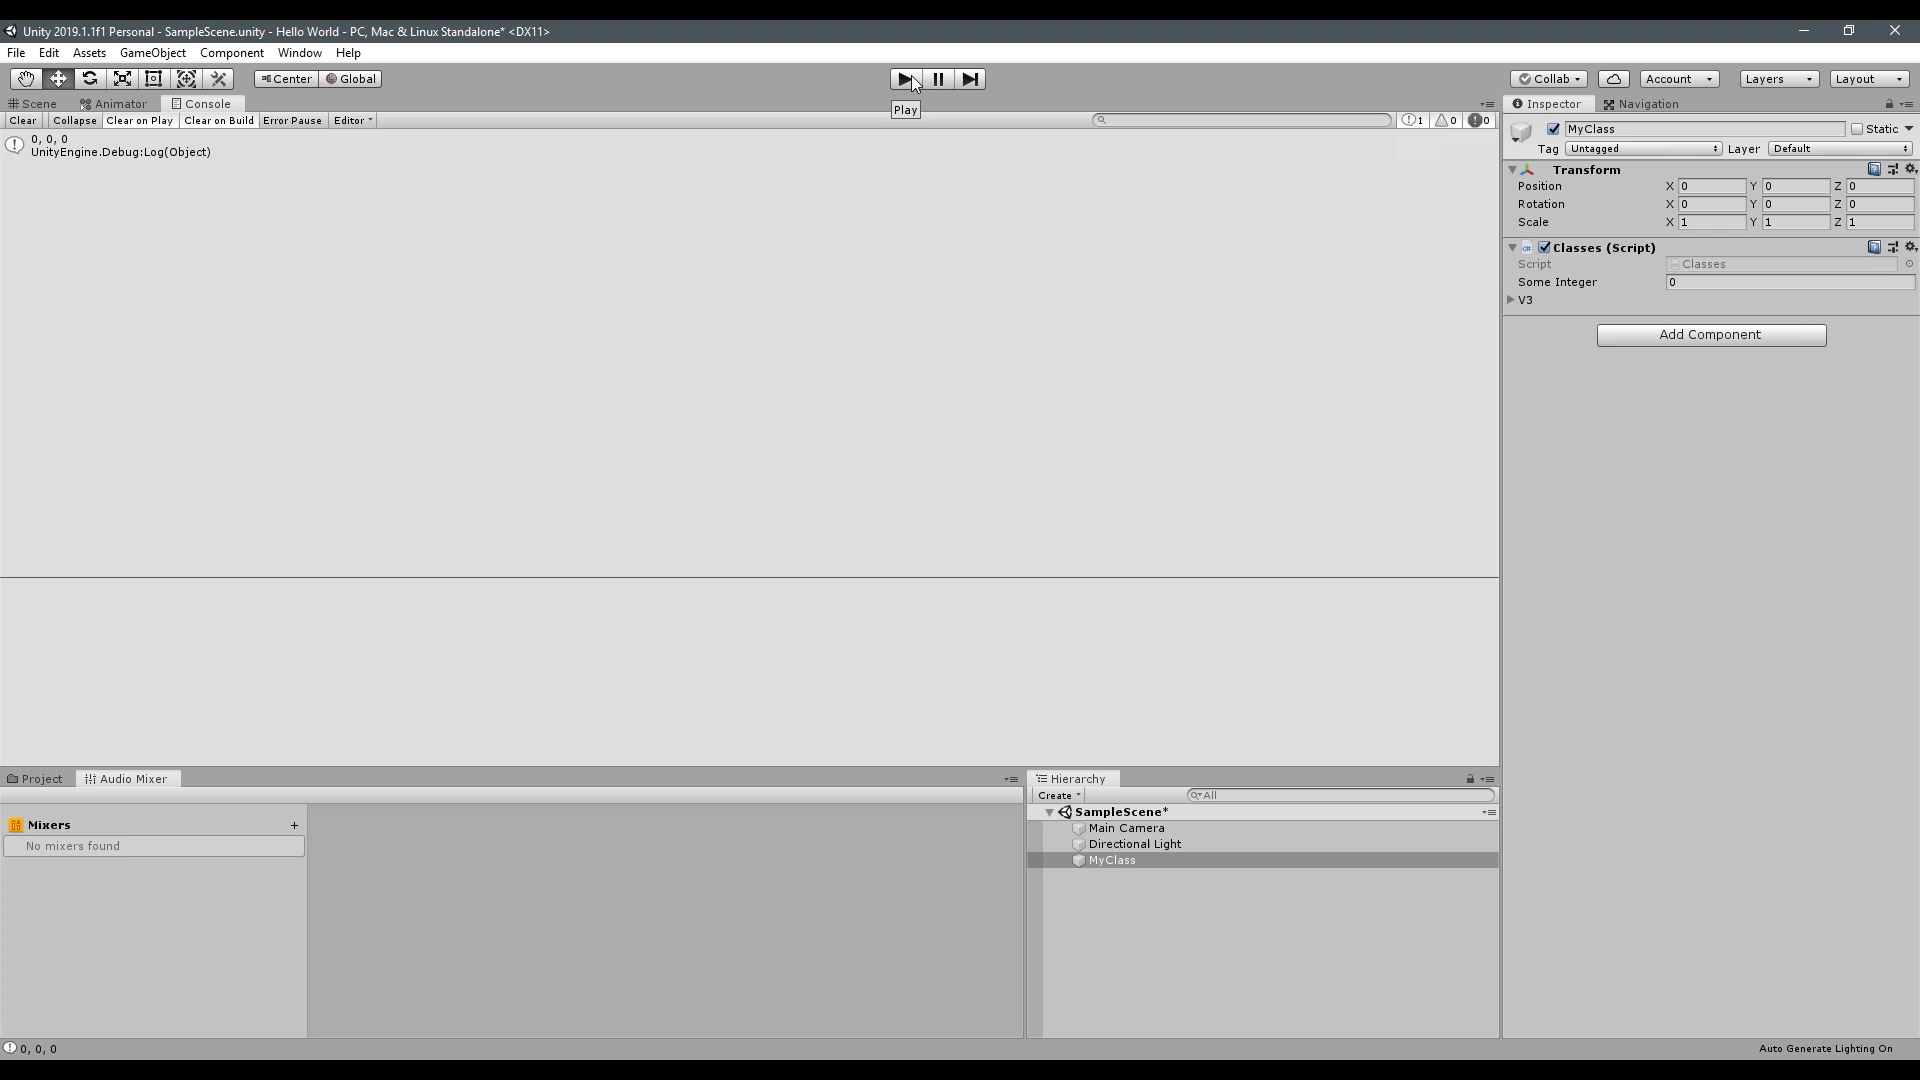 Unity 2019.1.1f1 Personal - SampleScene.unity - Hello World - PC, Mac & Linux Standalone* <DX11>
File Edit Assets GameObject Component Window Help
Center Global Collab Account Layers Layout
Scene Animator Console
Play
Clear Collapse Clear on Play Clear on Build Error Pause Editor 1 0 0
0, 0, 0
UnityEngine.Debug:Log(Object)
Inspector Navigation
MyClass Static
Tag Untagged Layer Default
Transform
Position X 0 Y 0 Z 0
Rotation X 0 Y 0 Z 0
Scale X 1 Y 1 Z 1
Classes (Script)
Script Classes
Some Integer 0
V3
Add Component
Project Audio Mixer
Mixers +
No mixers found
Hierarchy
Create All
SampleScene*
Main Camera
Directional Light
MyClass
0, 0, 0
Auto Generate Lighting On